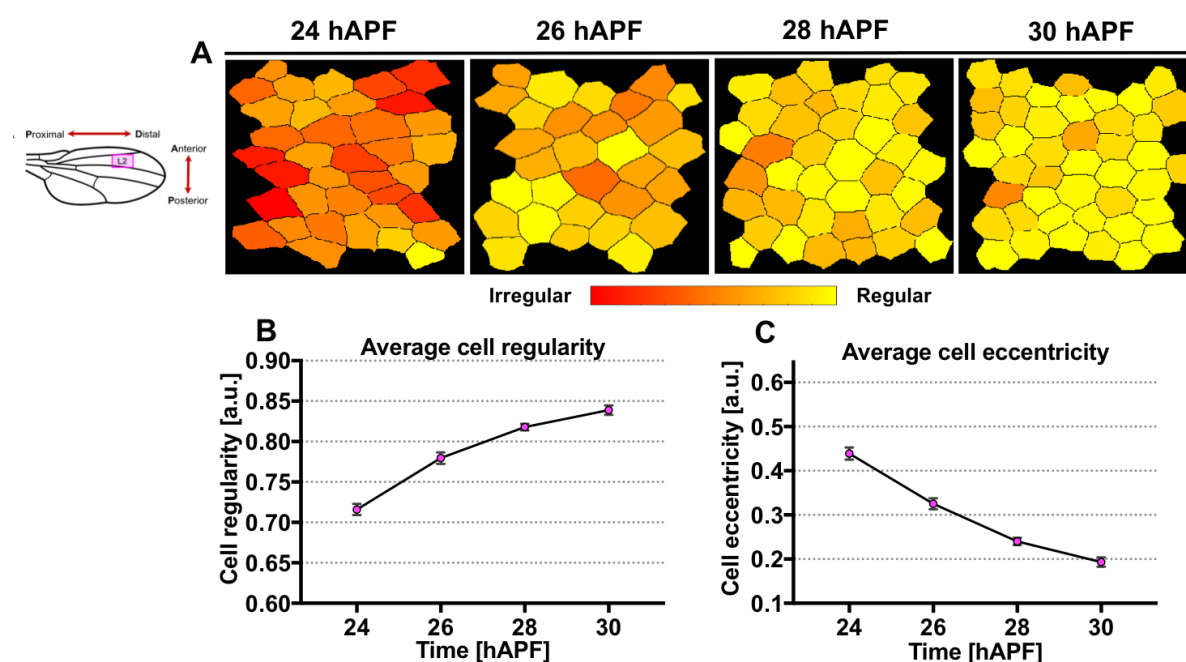 24 hAPF 26 hAPF 28 hAPF 30 hAPF
A
Proximal Distal
L2
Anterior
Posterior
Irregular Regular
B
Average cell regularity
Cell regularity [a.u.]
0.90
0.85
0.80
0.75
0.70
0.65
0.60
24 26 28 30
Time [hAPF]
C
Average cell eccentricity
Cell eccentricity [a.u.]
0.6
0.5
0.4
0.3
0.2
0.1
24 26 28 30
Time [hAPF]